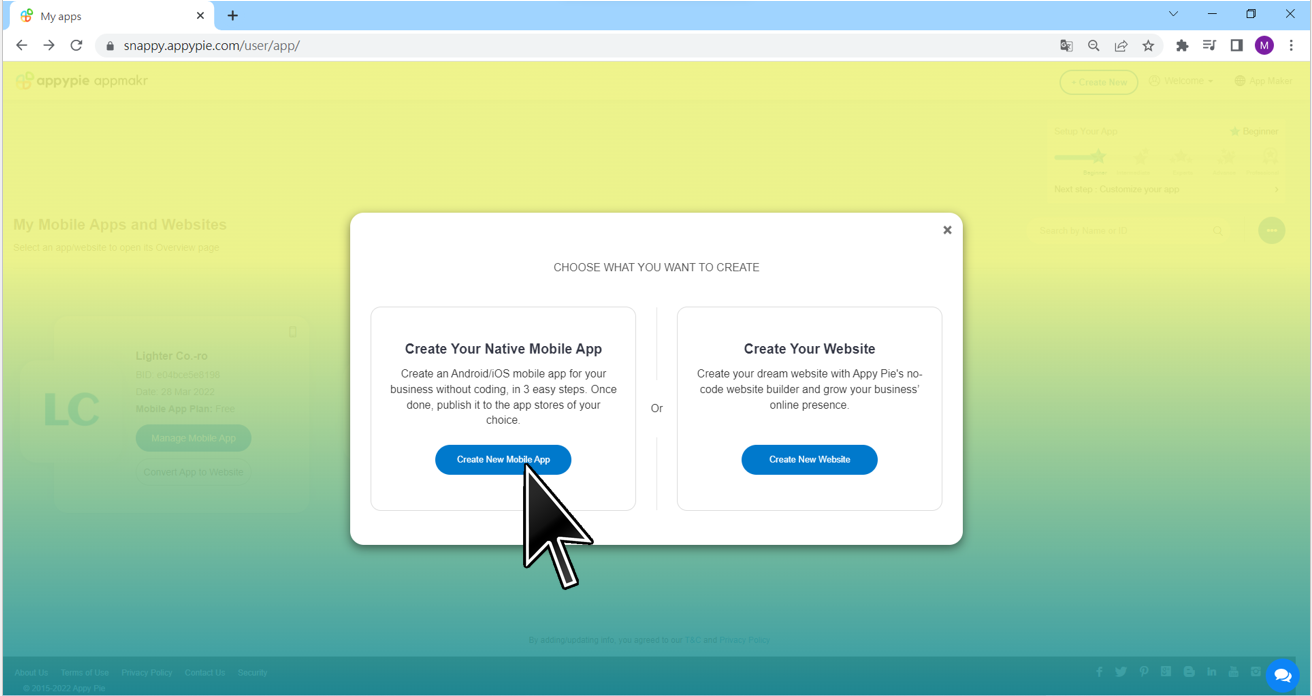 My apps
snappy.appypie.com/user/app/
M
appypie appmakr
+ Create New
Welcome
App Maker
Setup Your App
Beginner
Beginner
Next step : Customize your app
My Mobile Apps and Websites
Select an app/website to open its Overview page.
Search by Name or ID
CHOOSE WHAT YOU WANT TO CREATE
Create Your Native Mobile App
Create an Android/iOS mobile app for your
business without coding, in 3 easy steps. Once
done, publish it to the app stores of your
choice.
Create New Mobile App
Or
Create Your Website
Create your dream website with Appy Pie's no-
code website builder and grow your business'
online presence.
Create New Website
LC
Lighter Co.-ro
Date: 28 Mar 2022
Mobile App Plan: Free
Manage Mobile App
Convert App to Website
By adding/updating info, you agreed to our T&C and Privacy Policy
About Us Terms of Use Privacy Policy Contact Us Security
© 2015-2022 Appy Pie